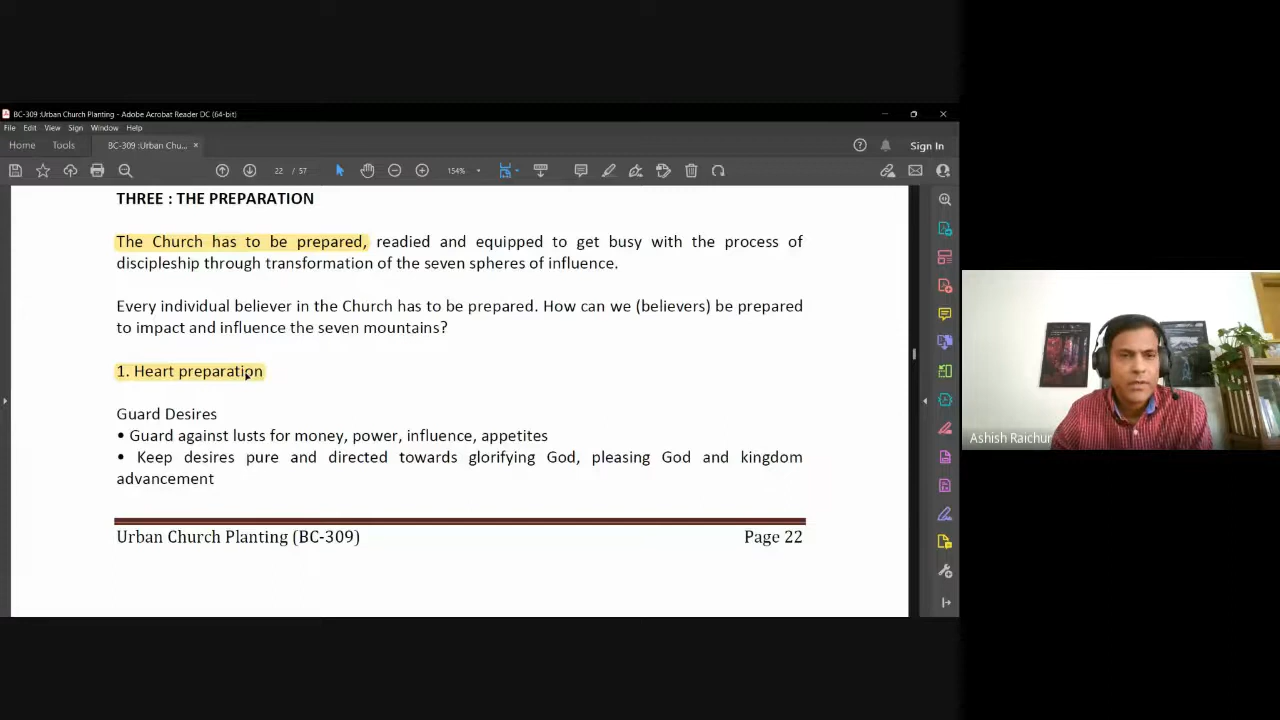 BC-309 :Urban Church Planting - Adobe Acrobat Reader DC (64-bit)
File Edit View Sign Window Help
Home Tools BC-309 :Urban Chu... × Sign In
22 / 57 154%
THREE : THE PREPARATION
The Church has to be prepared, readied and equipped to get busy with the process of
discipleship through transformation of the seven spheres of influence.
Every individual believer in the Church has to be prepared. How can we (believers) be prepared
to impact and influence the seven mountains?
1. Heart preparation
Guard Desires
• Guard against lusts for money, power, influence, appetites
• Keep desires pure and directed towards glorifying God, pleasing God and kingdom
advancement
Urban Church Planting (BC-309) Page 22
Ashish Raichur